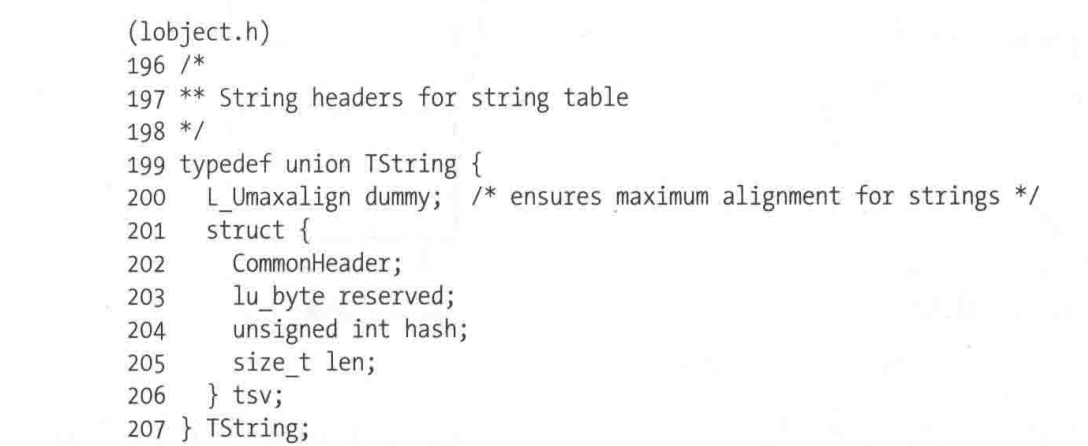 (lobject.h)
196 /*
197 ** String headers for string table
198 */
199 typedef union TString {
200   L_Umaxalign dummy;  /* ensures maximum alignment for strings */
201   struct {
202     CommonHeader;
203     lu_byte reserved;
204     unsigned int hash;
205     size_t len;
206   } tsv;
207 } TString;